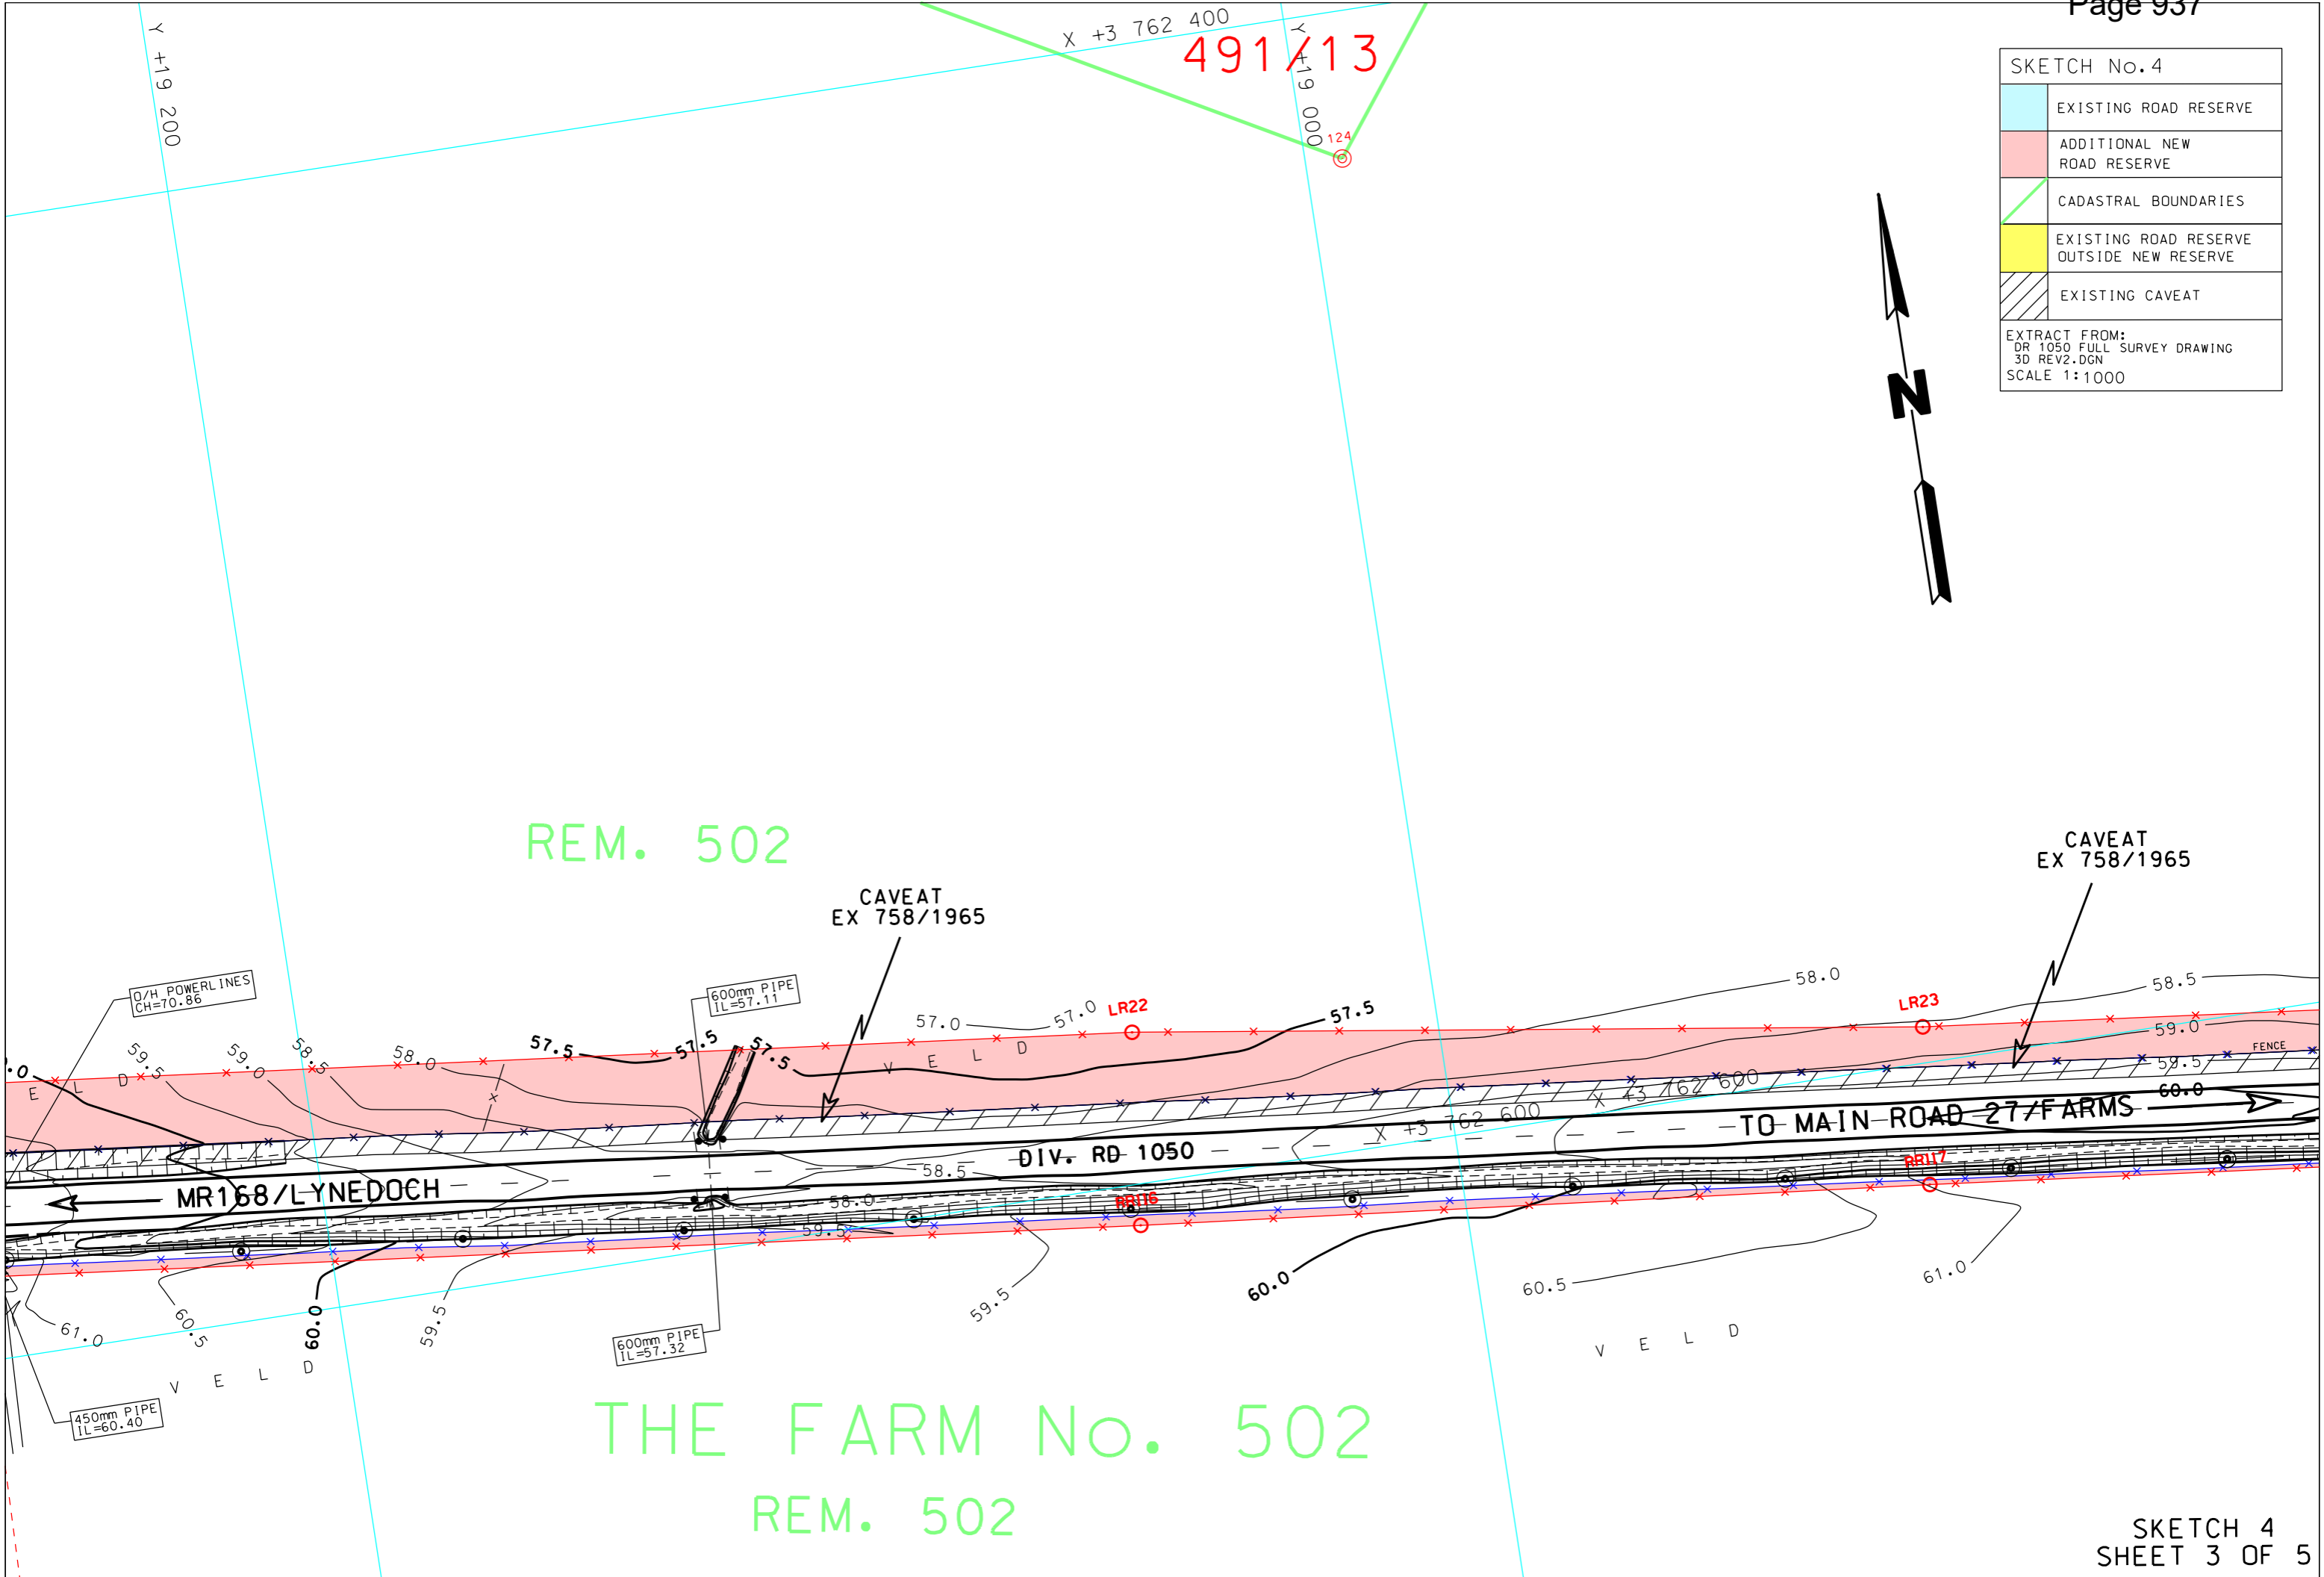 Page 937
SKETCH No.4
EXISTING ROAD RESERVE
ADDITIONAL NEW
ROAD RESERVE
CADASTRAL BOUNDARIES
EXISTING ROAD RESERVE
OUTSIDE NEW RESERVE
EXISTING CAVEAT
EXTRACT FROM:
DR 1050 FULL SURVEY DRAWING
3D REV2.DGN
SCALE 1:1000
Y +19 200
X +3 762 400
491/13
Y +19 000
124
N
REM. 502
CAVEAT
EX 758/1965
CAVEAT
EX 758/1965
O/H POWERLINES
CH=70.86
600mm PIPE
IL=57.11
57.0
57.0
LR22
57.5
58.0
LR23
58.5
59.0
59.5
FENCE
.0
E L D
59.5
59.0
58.5
58.0
57.5
57.5
57.5
V E L D
X +3 762 600
X +3 762 600
60.0
TO MAIN ROAD 27/FARMS
DIV. RD 1050
58.5
RR117
MR168/LYNEDOCH
58.0
RR116
59.5
61.0
60.5
60.0
59.5
59.5
60.0
60.5
61.0
600mm PIPE
IL=57.32
V E L D
V E L D
450mm PIPE
IL=60.40
THE FARM No. 502
REM. 502
SKETCH 4
SHEET 3 OF 5